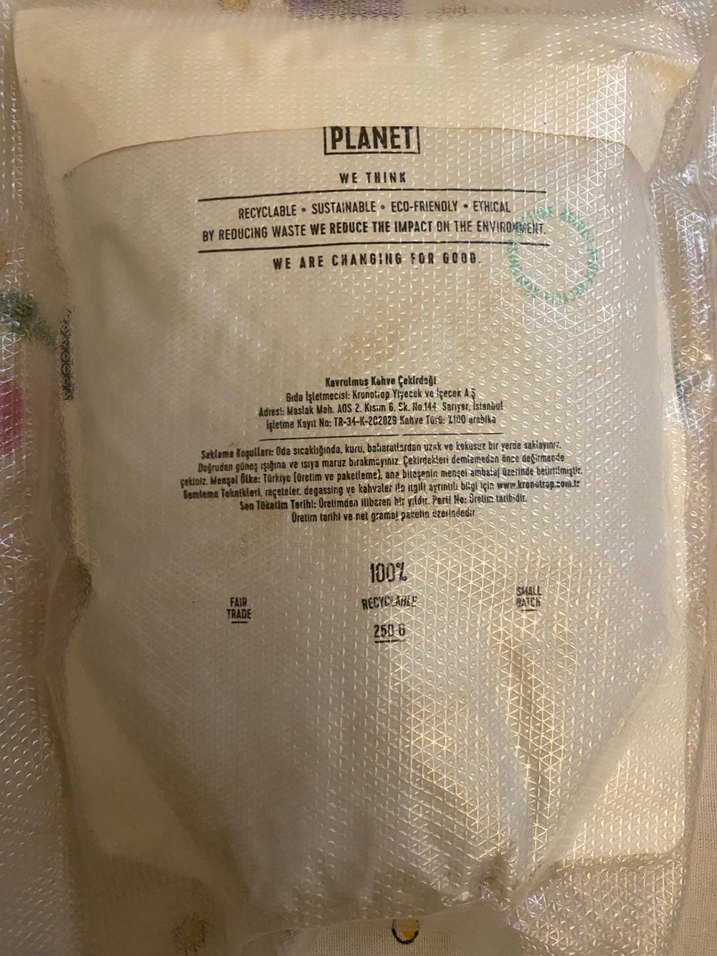 PLANET
WE THINK
RECYCLABLE • SUSTAINABLE • ECO-FRIENDLY • ETHICAL
BY REDUCING WASTE WE REDUCE THE IMPACT ON THE ENVIRONMENT.
WE ARE CHANGING FOR GOOD.
Kavrulmuş Kahve Çekirdeği
Gıda İşletmecisi: Kronotrop Yiyecek ve İçecek A.Ş
Adresi: Maslak Mah. AOS 2. Kısım 6. Sk. No.144 Sarıyer, İstanbul
İşletme Kayıt No: TR-34-K-202829 Kahve Türü: %100 arabika
Saklama Koşulları: Oda sıcaklığında, kuru, baharatlardan uzak ve kokusuz bir yerde saklayınız.
Doğrudan güneş ışığına ve ısıya maruz bırakmayınız. Çekirdekleri demlemeden önce değirmende
çekiniz. Menşei Ülke: Türkiye (üretim ve paketleme), ana bileşenin menşei ambalaj üzerinde belirtilmiştir.
Demleme Teknikleri, reçeteler, degassing ve kahveler ile ilgili ayrıntılı bilgi için www.kronotrop.com.tr
Son Tüketim Tarihi: Üretimden itibaren bir yıldır. Parti No: Üretim tarihidir.
Üretim tarihi ve net gramaj paketin üzerindedir.
100%
RECYCLABLE
FAIR
TRADE
SMALL
BATCH
250 G